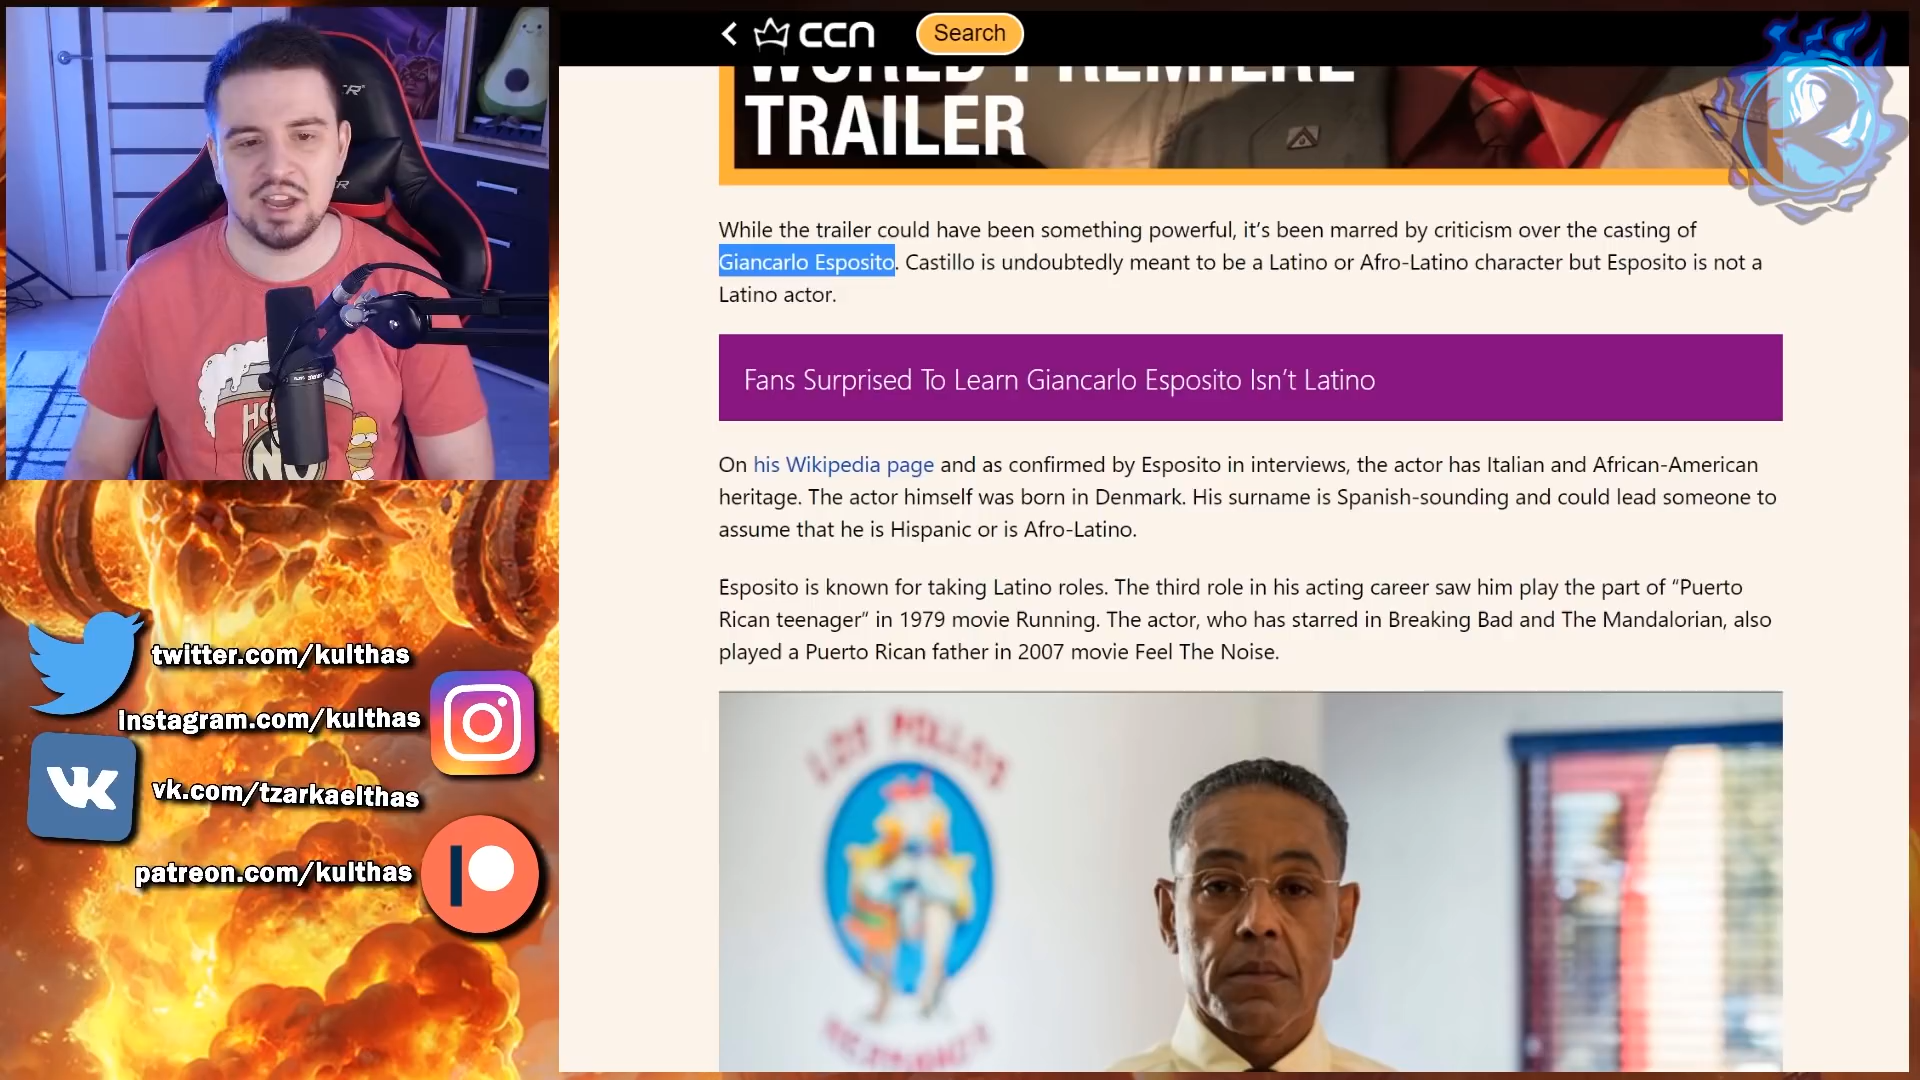 CCN
Search
WORLD PREMIERE
TRAILER
While the trailer could have been something powerful, it’s been marred by criticism over the casting of
Giancarlo Esposito. Castillo is undoubtedly meant to be a Latino or Afro-Latino character but Esposito is not a
Latino actor.
Fans Surprised To Learn Giancarlo Esposito Isn’t Latino
On his Wikipedia page and as confirmed by Esposito in interviews, the actor has Italian and African-American
heritage. The actor himself was born in Denmark. His surname is Spanish-sounding and could lead someone to
assume that he is Hispanic or is Afro-Latino.
Esposito is known for taking Latino roles. The third role in his acting career saw him play the part of “Puerto
Rican teenager” in 1979 movie Running. The actor, who has starred in Breaking Bad and The Mandalorian, also
played a Puerto Rican father in 2007 movie Feel The Noise.
LOS POLLOS
HERMANOS
twitter.com/kulthas
instagram.com/kulthas
vk.com/tzarkaelthas
patreon.com/kulthas